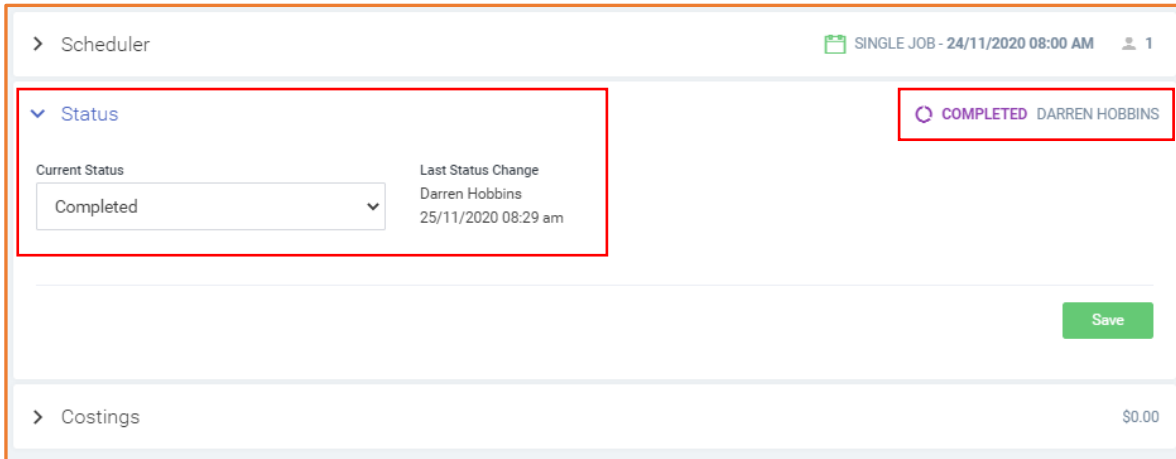 Scheduler SINGLE JOB - 24/11/2020 08:00 AM 1
Status COMPLETED DARREN HOBBINS
Current Status Last Status Change
Completed Darren Hobbins
25/11/2020 08:29 am
Save
Costings $0.00